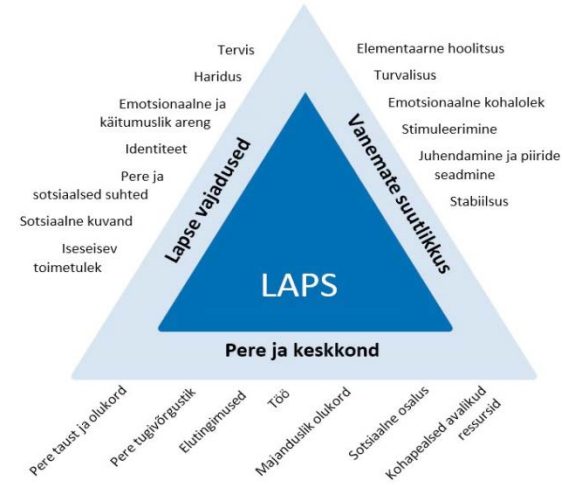 Tervis
Haridus
Emotsionaalne ja
käitumuslik areng
Identiteet
Pere ja
sotsiaalsed suhted
Sotsiaalne kuvand
Iseseisev
toimetulek
Lapse vajadused
Elementaarne hoolitsus
Turvalisus
Emotsionaalne kohalolek
Stimuleerimine
Juhendamine ja piiride
seadmine
Stabiilsus
Vanemate suutlikkus
LAPS
Pere ja keskkond
Pere taust ja olukord
Pere tugivõrgustik
Elutingimused
Töö
Majanduslik olukord
Sotsiaalne osalus
Kohapealsed avalikud
ressursid